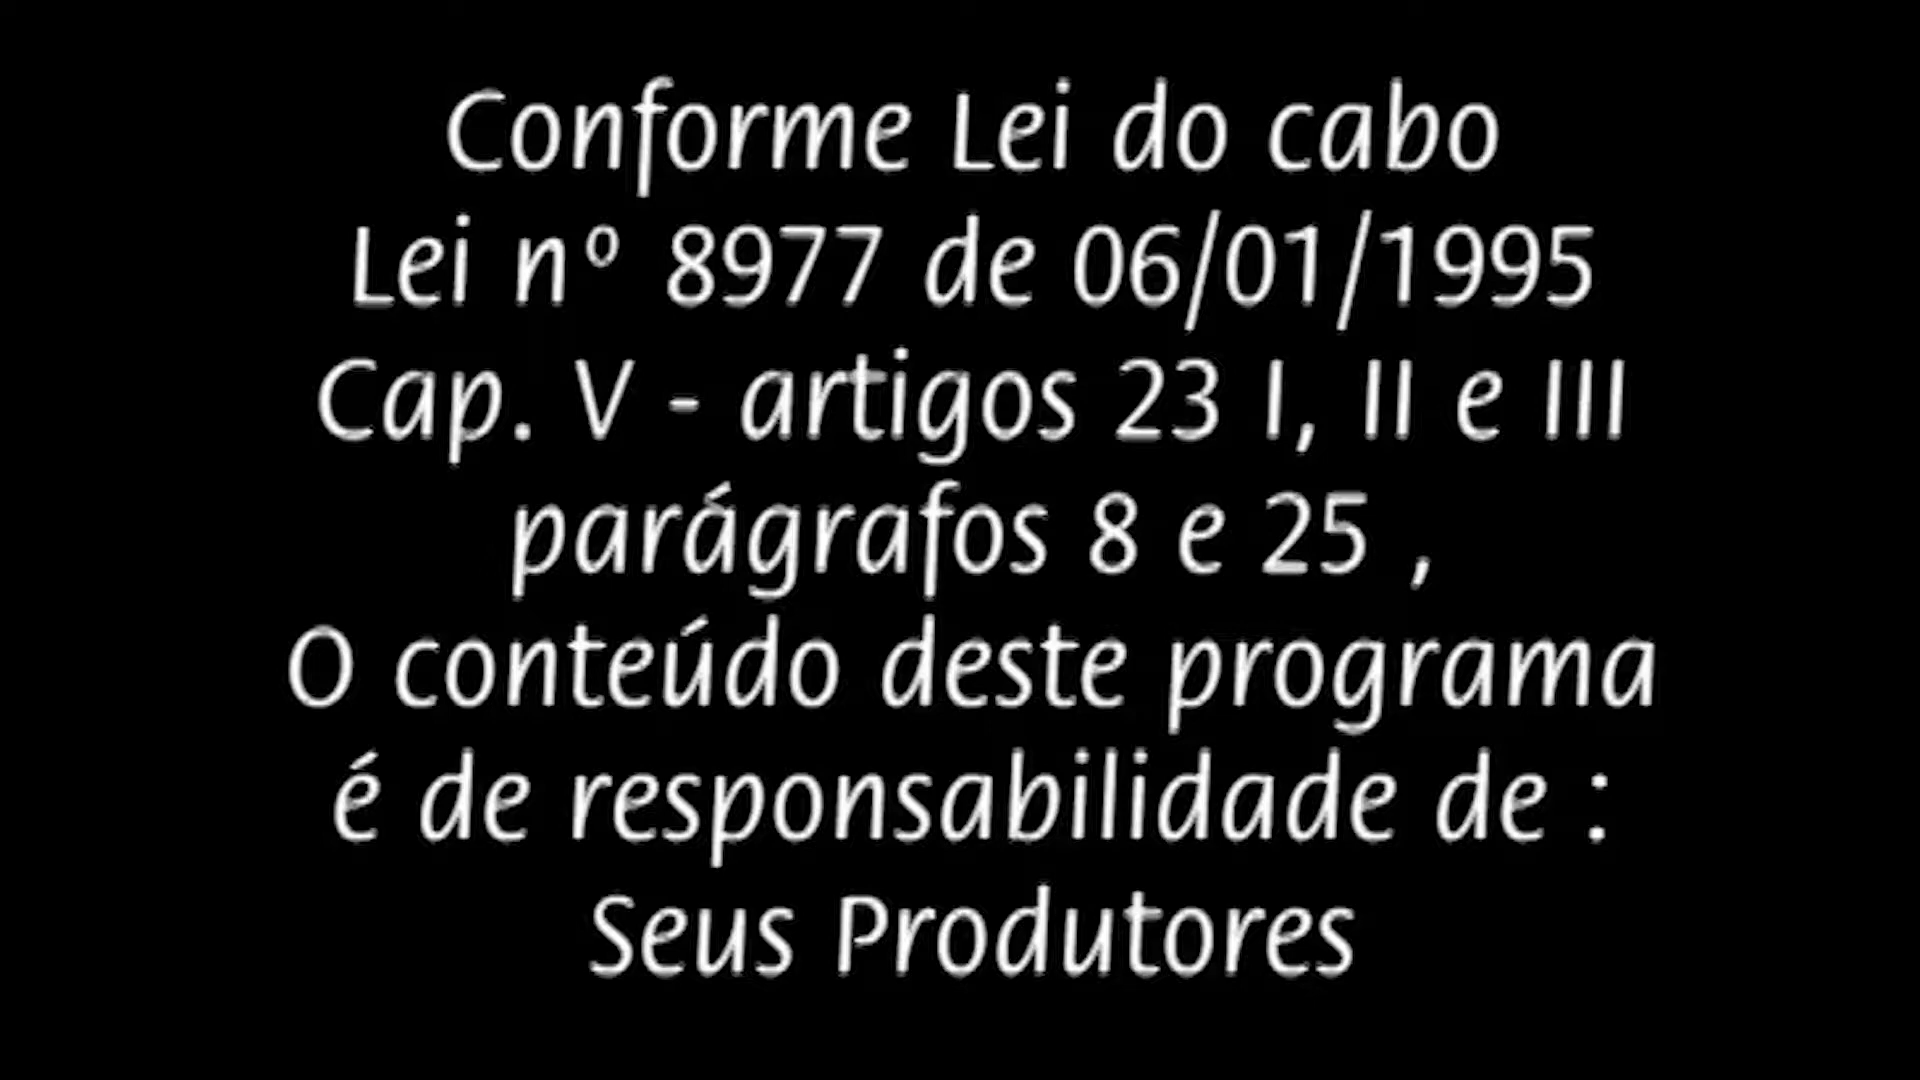 Conforme Lei do cabo
Lei nº 8977 de 06/01/1995
Cap. V - artigos 23 I, II e III
parágrafos 8 e 25 ,
O conteúdo deste programa
é de responsabilidade de :
Seus Produtores